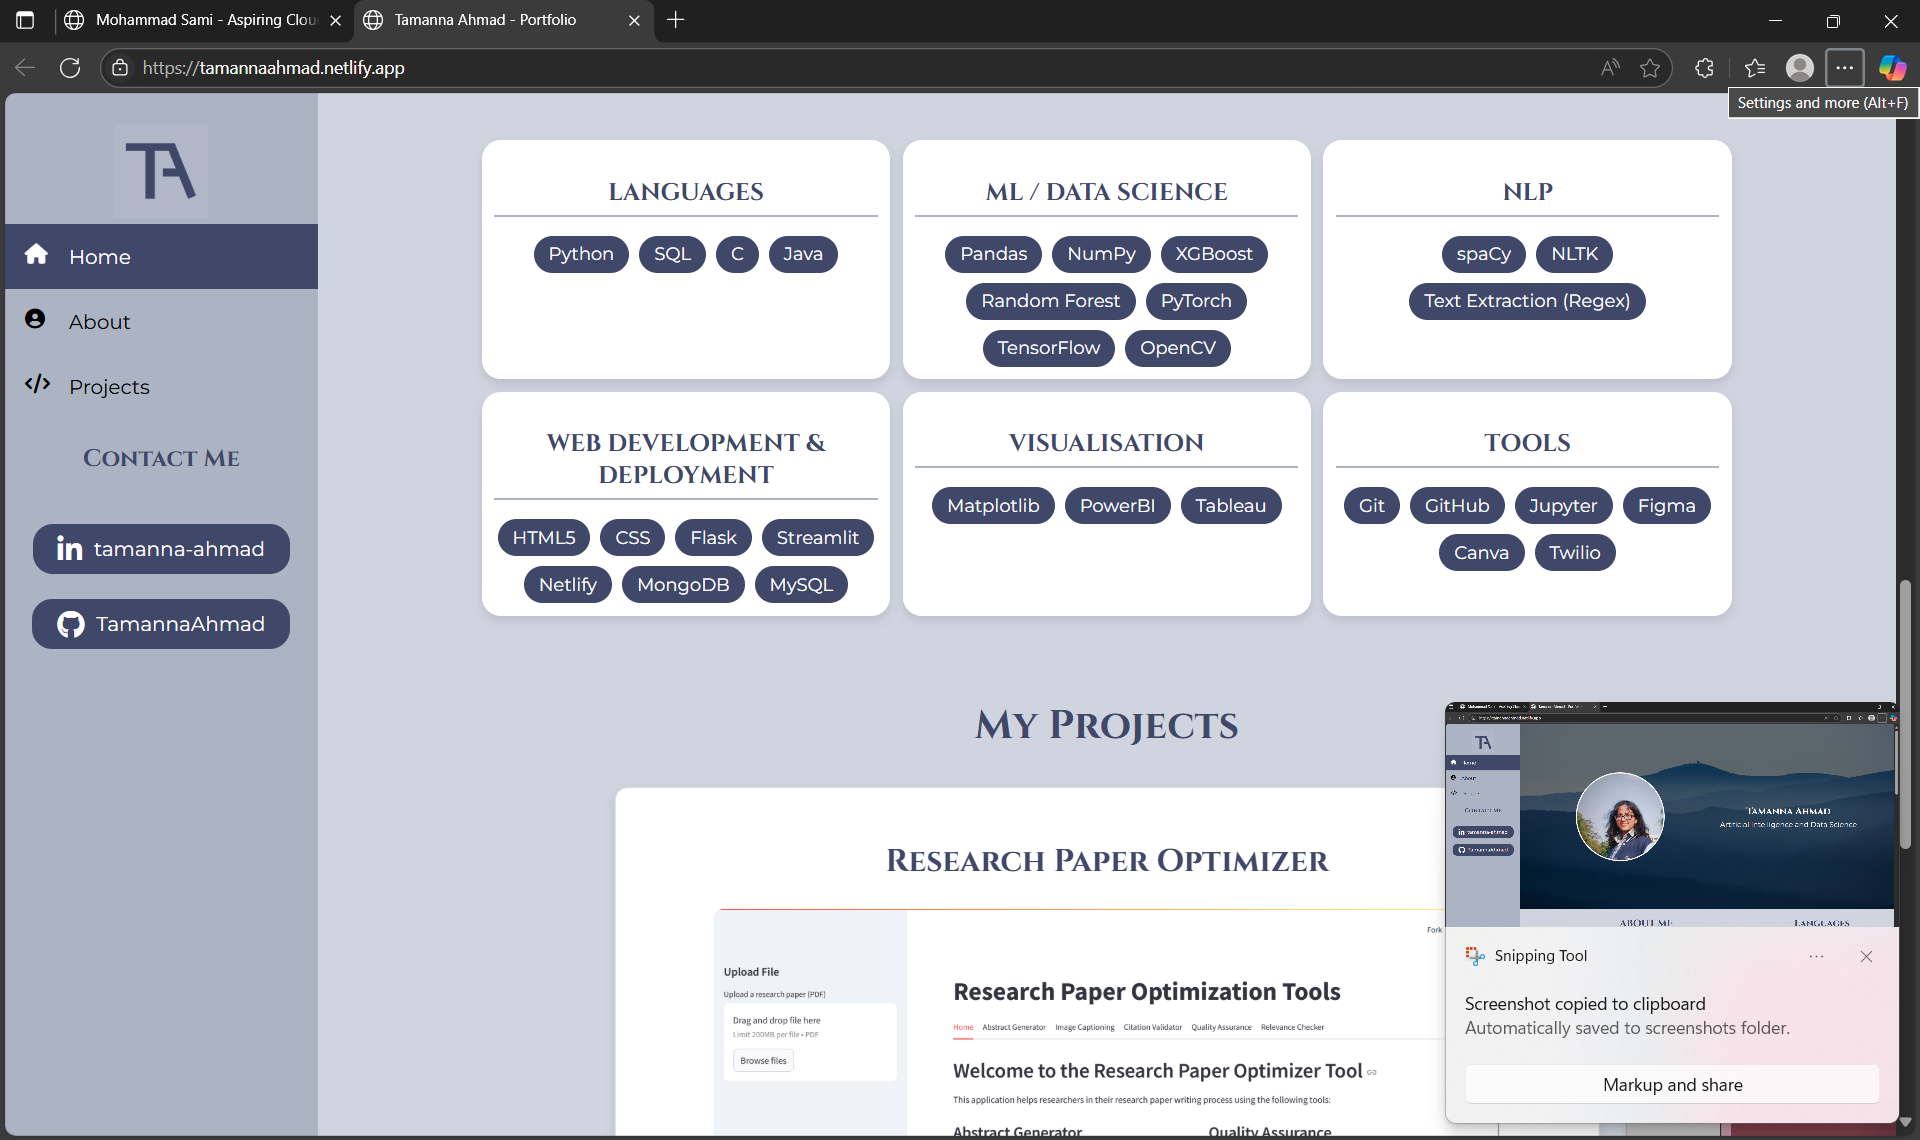 Mohammad Sami - Aspiring Clou
Tamanna Ahmad - Portfolio
https://tamannaahmad.netlify.app
Settings and more (Alt+F)
TA
Home
About
Projects
Contact Me
tamanna-ahmad
TamannaAhmad
LANGUAGES
Python SQL C Java
ML / DATA SCIENCE
Pandas NumPy XGBoost
Random Forest PyTorch
TensorFlow OpenCV
NLP
spaCy NLTK
Text Extraction (Regex)
WEB DEVELOPMENT &
DEPLOYMENT
HTML5 CSS Flask Streamlit
Netlify MongoDB MySQL
VISUALISATION
Matplotlib PowerBI Tableau
TOOLS
Git GitHub Jupyter Figma
Canva Twilio
My Projects
Research Paper Optimizer
Fork
Upload File
Upload a research paper (PDF)
Drag and drop file here
Limit 200MB per file • PDF
Browse files
Research Paper Optimization Tools
Home Abstract Generator Image Captioning Citation Validator Quality Assurance Relevance Checker
Welcome to the Research Paper Optimizer Tool
This application helps researchers in their research paper writing process using the following tools:
Abstract Generator Quality Assurance
TA
Home
About
Contact Me
tamanna-ahmad
TamannaAhmad
Tamanna Ahmad
Artificial Intelligence and Data Science
About Me
Languages
Snipping Tool
Screenshot copied to clipboard
Automatically saved to screenshots folder.
Markup and share